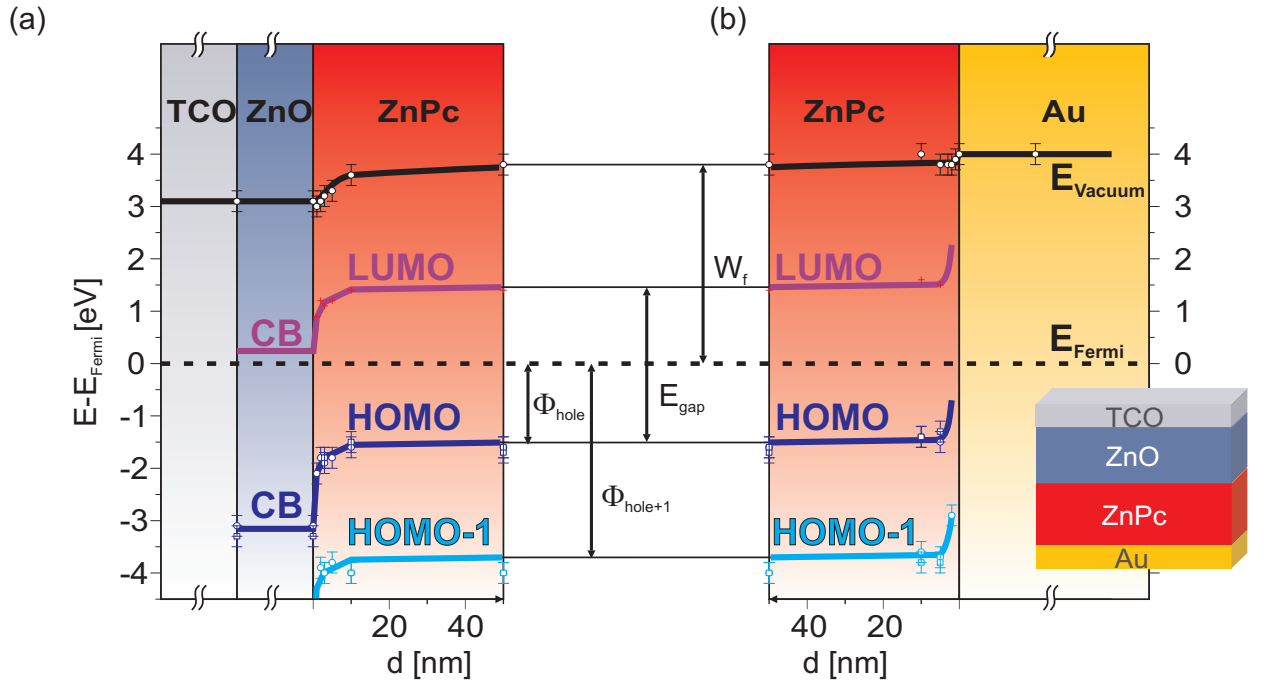 (a)
(b)
TCO
ZnO
ZnPc
ZnPc
Au
E-E_Fermi [eV]
4
3
2
1
0
-1
-2
-3
-4
LUMO
CB
HOMO
CB
HOMO-1
W_f
E_gap
Φ_hole
Φ_hole+1
LUMO
HOMO
HOMO-1
E_Vacuum
E_Fermi
4
3
2
1
0
TCO
ZnO
ZnPc
Au
20
40
d [nm]
40
20
d [nm]